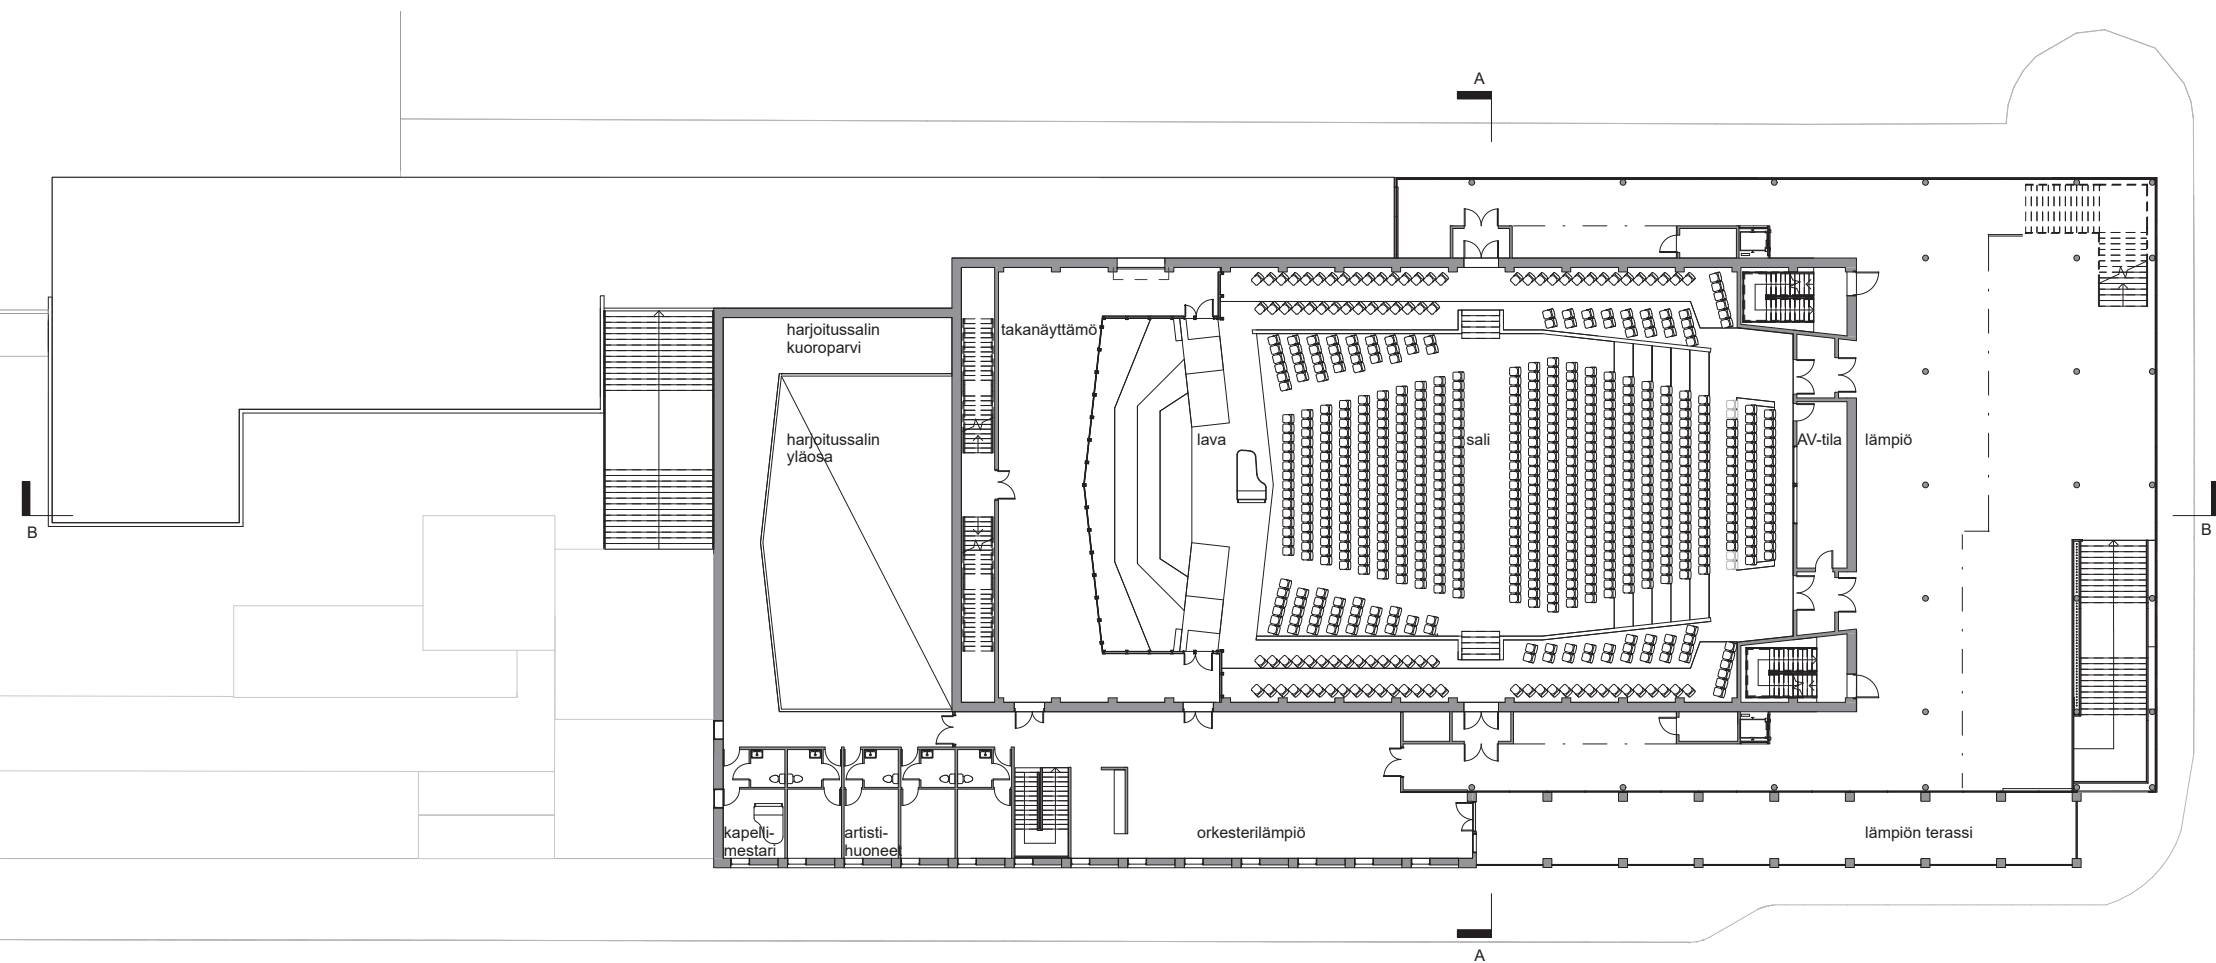 A
harjoitussalin
kuoroparvi
takanäyttämö
harjoitussalin
yläosa
lava
sali
AV-tila
lämpiö
B
B
kapelli-
mestari
artisti-
huoneet
orkesterilämpiö
lämpiön terassi
A